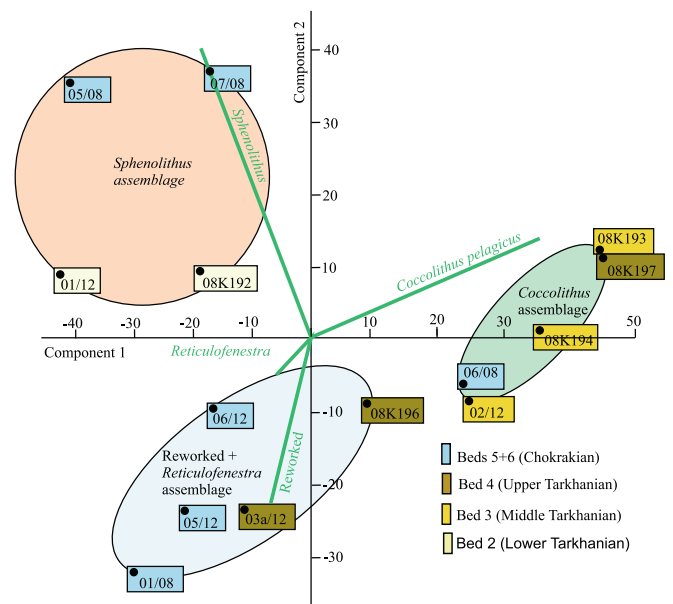 Component 2
40
05/08
07/08
30
Sphenolithus
Sphenolithus
assemblage
20
Coccolithus pelagicus
08K193
08K197
10
01/12
08K192
Coccolithus
assemblage
-40
-30
-20
-10
0
10
20
30
50
Component 1
Reticulofenestra
08K194
06/08
02/12
06/12
-10
08K196
Reworked +
Reticulofenestra
assemblage
Reworked
-20
05/12
03a/12
01/08
-30
Beds 5+6 (Chokrakian)
Bed 4 (Upper Tarkhanian)
Bed 3 (Middle Tarkhanian)
Bed 2 (Lower Tarkhanian)